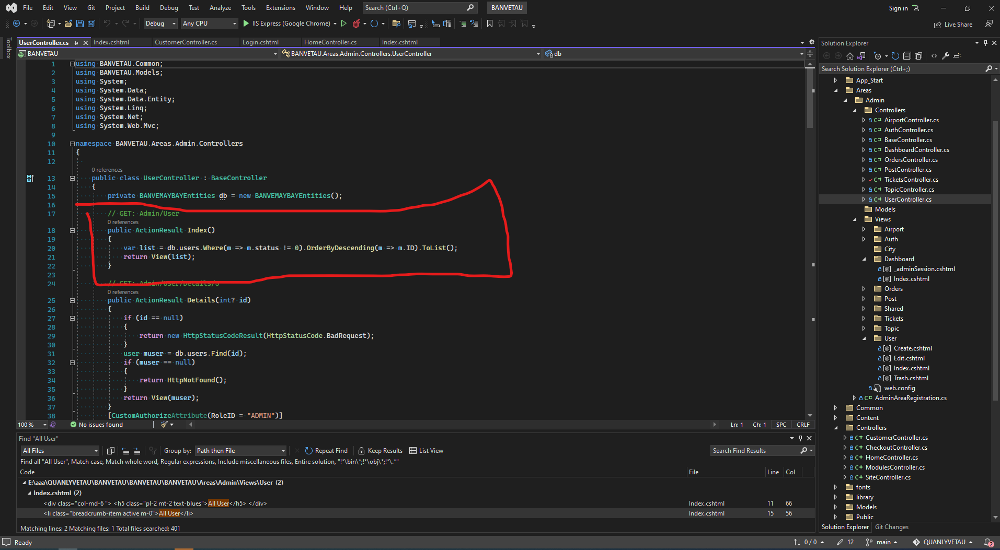 File Edit View Git Project Build Debug Test Analyze Tools Extensions Window Help Search (Ctrl+Q) BANVETAU Sign in
Debug Any CPU IIS Express (Google Chrome) Live Share
Toolbox
UserController.cs Index.cshtml CustomerController.cs Login.cshtml HomeController.cs Index.cshtml
BANVETAU BANVETAU.Areas.Admin.Controllers.UserController db
1 using BANVETAU.Common;
2 using BANVETAU.Models;
3 using System;
4 using System.Data;
5 using System.Data.Entity;
6 using System.Linq;
7 using System.Net;
8 using System.Web.Mvc;
9
10 namespace BANVETAU.Areas.Admin.Controllers
11 {
12
0 references
13 public class UserController : BaseController
14 {
15 private BANVEMAYBAYEntities db = new BANVEMAYBAYEntities();
16
17 // GET: Admin/User
0 references
18 public ActionResult Index()
19 {
20 var list = db.users.Where(m => m.status != 0).OrderByDescending(m => m.ID).ToList();
21 return View(list);
22 }
23
24 // GET: Admin/User/Details/5
0 references
25 public ActionResult Details(int? id)
26 {
27 if (id == null)
28 {
29 return new HttpStatusCodeResult(HttpStatusCode.BadRequest);
30 }
31 user muser = db.users.Find(id);
32 if (muser == null)
33 {
34 return HttpNotFound();
35 }
36 return View(muser);
37 }
38 [CustomAuthorizeAttribute(RoleID = "ADMIN")]
100 % No issues found Ln: 1 Ch: 1 SPC CRLF
Find "All User"
All Files Group by: Path then File Repeat Find Keep Results List View Search Find Results
Find all "All User", Match case, Match whole word, Regular expressions, Include miscellaneous files, Entire solution, "!*\bin\*;!*\obj\*;!*\.*"
Code File Line Col
E:\aaa\QUANLYVETAU\BANVETAU\BANVETAU\BANVETAU\Areas\Admin\Views\User (2)
Index.cshtml (2)
<div class="col-md-6 "> <h5 class="pl-2 mt-2 text-blues">All User</h5> </div> Index.cshtml 11 66
<li class="breadcrumb-item active m-0">All User</li> Index.cshtml 15 56
Matching lines: 2 Matching files: 1 Total files searched: 401
Solution Explorer
Search Solution Explorer (Ctrl+;)
App_Start
Areas
Admin
Controllers
C# AirportController.cs
C# AuthController.cs
C# BaseController.cs
C# DashboardController.cs
C# OrdersController.cs
C# PostController.cs
C# TicketsController.cs
C# TopicController.cs
C# UserController.cs
Models
Views
Airport
Auth
City
Dashboard
[@] _adminSession.cshtml
[@] Index.cshtml
Orders
Post
Shared
Tickets
Topic
User
[@] Create.cshtml
[@] Edit.cshtml
[@] Index.cshtml
[@] Trash.cshtml
web.config
C# AdminAreaRegistration.cs
Common
Content
Controllers
C# CustomerController.cs
C# CheckoutController.cs
C# HomeController.cs
C# ModulesController.cs
C# SiteController.cs
fonts
library
Models
Public
Solution Explorer Git Changes
Ready 0 / 0 12 main QUANLYVETAU 2